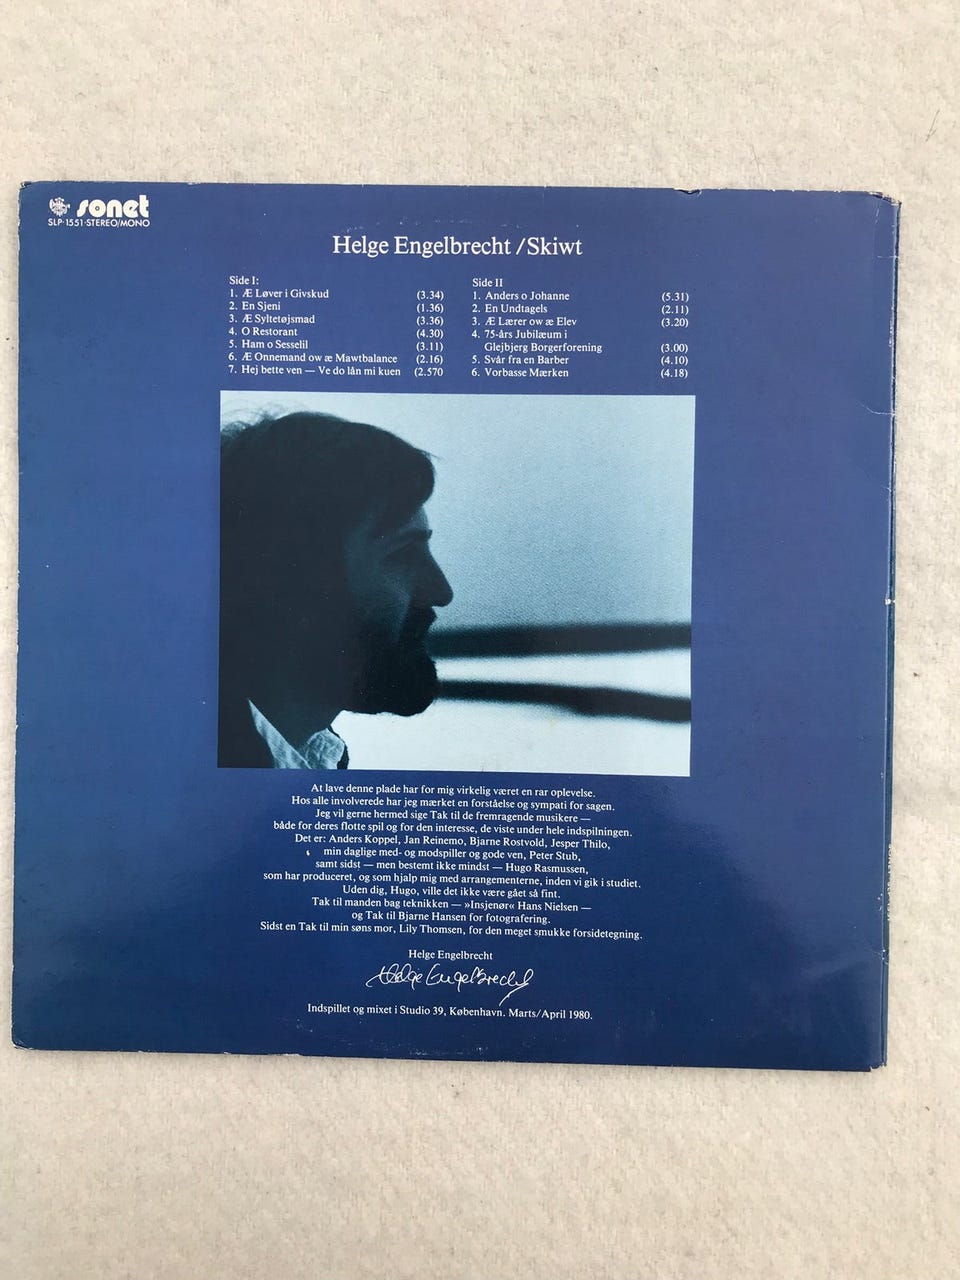 sonet
SLP-1551-STEREO/MONO
Helge Engelbrecht/Skiwt
Side I:
1. Æ Løver i Givskud (3.34)
2. En Sjeni (1.36)
3. Æ Syltetøjsmad (3.36)
4. O Restorant (4.30)
5. Ham o Sesselil (3.11)
6. Æ Onnemand ow æ Mawtbalance (2.16)
7. Hej bette ven — Ve do lån mi kuen (2.570
Side II
1. Anders o Johanne (5.31)
2. En Undtagels (2.11)
3. Æ Lærer ow æ Elev (3.20)
4. 75-års Jubilæum i
Glejbjerg Borgerforening (3.00)
5. Svår fra en Barber (4.10)
6. Vorbasse Mærken (4.18)
At lave denne plade har for mig virkelig været en rar oplevelse.
Hos alle involverede har jeg mærket en forståelse og sympati for sagen.
Jeg vil gerne hermed sige Tak til de fremragende musikere —
både for deres flotte spil og for den interesse, de viste under hele indspilningen.
Det er: Anders Koppel, Jan Reinemo, Bjarne Rostvold, Jesper Thilo,
min daglige med- og modspiller og gode ven, Peter Stub,
samt sidst — men bestemt ikke mindst — Hugo Rasmussen,
som har produceret, og som hjalp mig med arrangementerne, inden vi gik i studiet.
Uden dig, Hugo, ville det ikke være gået så fint.
Tak til manden bag teknikken — »Insjenør« Hans Nielsen —
og Tak til Bjarne Hansen for fotografering.
Sidst en Tak til min søns mor, Lily Thomsen, for den meget smukke forsidetegning.
Helge Engelbrecht
Helge Engelbrecht
Indspillet og mixet i Studio 39, København. Marts/April 1980.